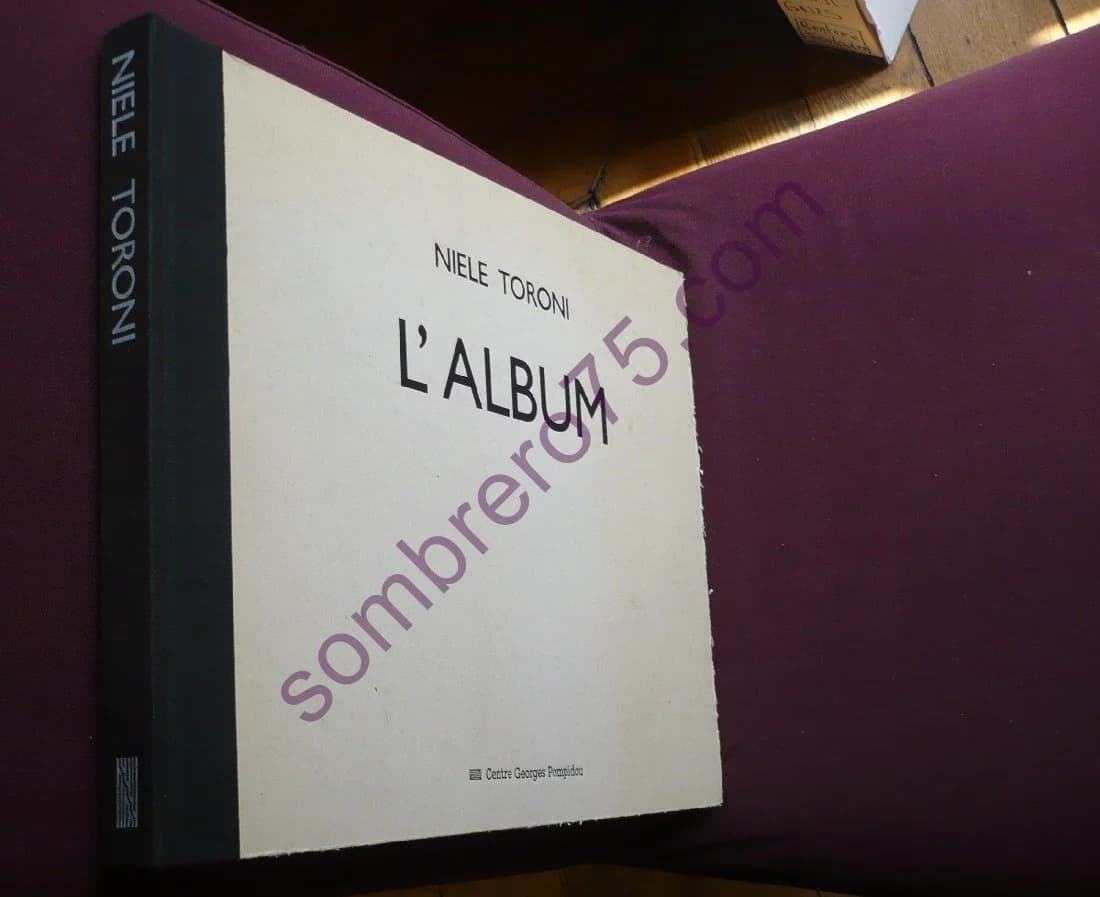 NIELE TORONI
NIELE TORONI
L'ALBUM
Centre Georges Pompidou
sombrero75.com